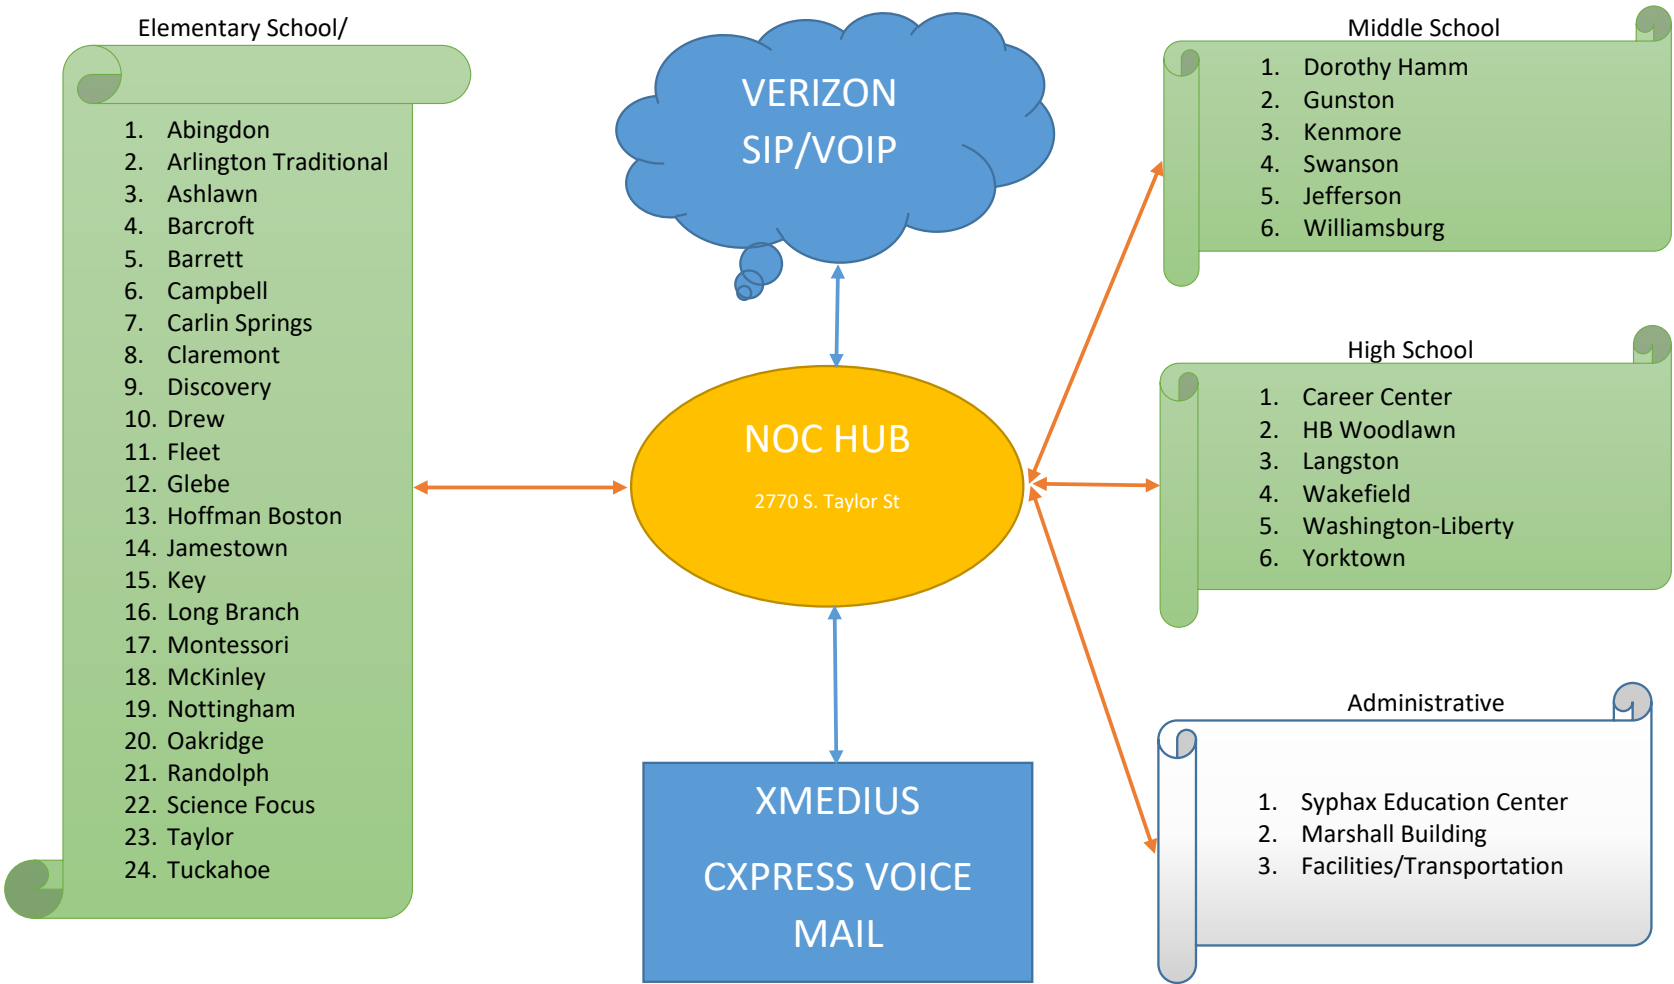 Elementary School/
1. Abingdon
2. Arlington Traditional
3. Ashlawn
4. Barcroft
5. Barrett
6. Campbell
7. Carlin Springs
8. Claremont
9. Discovery
10. Drew
11. Fleet
12. Glebe
13. Hoffman Boston
14. Jamestown
15. Key
16. Long Branch
17. Montessori
18. McKinley
19. Nottingham
20. Oakridge
21. Randolph
22. Science Focus
23. Taylor
24. Tuckahoe
VERIZON
SIP/VOIP
NOC HUB
2770 S. Taylor St
XMEDIUS
CXPRESS VOICE
MAIL
Middle School
1. Dorothy Hamm
2. Gunston
3. Kenmore
4. Swanson
5. Jefferson
6. Williamsburg
High School
1. Career Center
2. HB Woodlawn
3. Langston
4. Wakefield
5. Washington-Liberty
6. Yorktown
Administrative
1. Syphax Education Center
2. Marshall Building
3. Facilities/Transportation